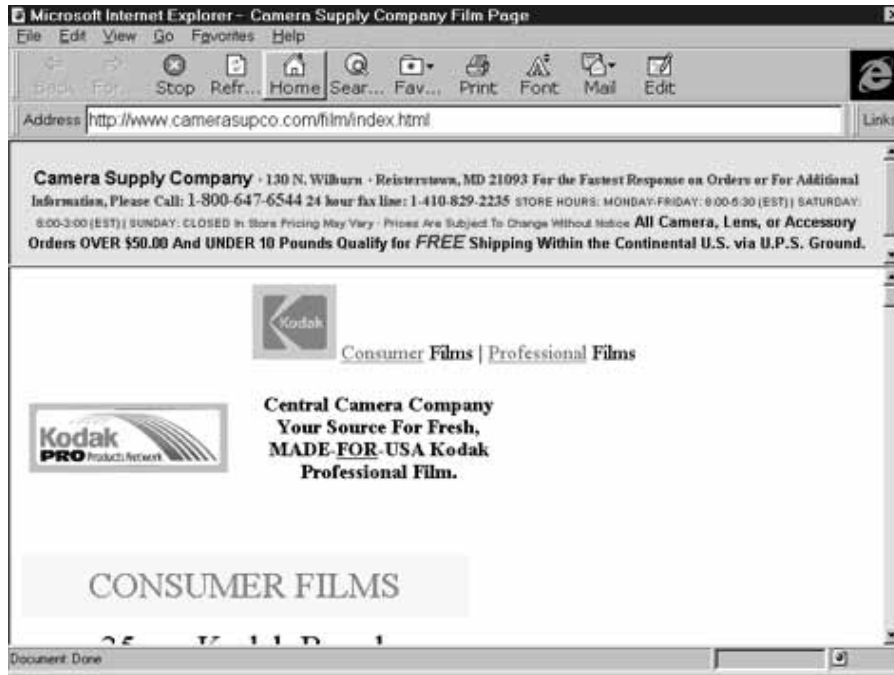 Microsoft Internet Explorer - Camera Supply Company Film Page
File Edit View Go Favorites Help
Back For... Stop Refr... Home Sear... Fav... Print Font Mail Edit
Address http://www.camerasupco.com/film/index.html Links
Camera Supply Company · 130 N. Wilburn · Reisterstown, MD 21093 For the Fastest Response on Orders or For Additional
Information, Please Call: 1-800-647-6544 24 hour fax line: 1-410-829-2235 STORE HOURS: MONDAY-FRIDAY: 8:00-5:30 (EST) | SATURDAY:
8:00-3:00 (EST) | SUNDAY: CLOSED In Store Pricing May Vary · Prices Are Subject To Change Without Notice All Camera, Lens, or Accessory
Orders OVER $50.00 And UNDER 10 Pounds Qualify for FREE Shipping Within the Continental U.S. via U.P.S. Ground.
Kodak
Consumer Films | Professional Films
Central Camera Company
Your Source For Fresh,
MADE-FOR-USA Kodak
Professional Film.
Kodak
PRO Products Network
CONSUMER FILMS
Document: Done